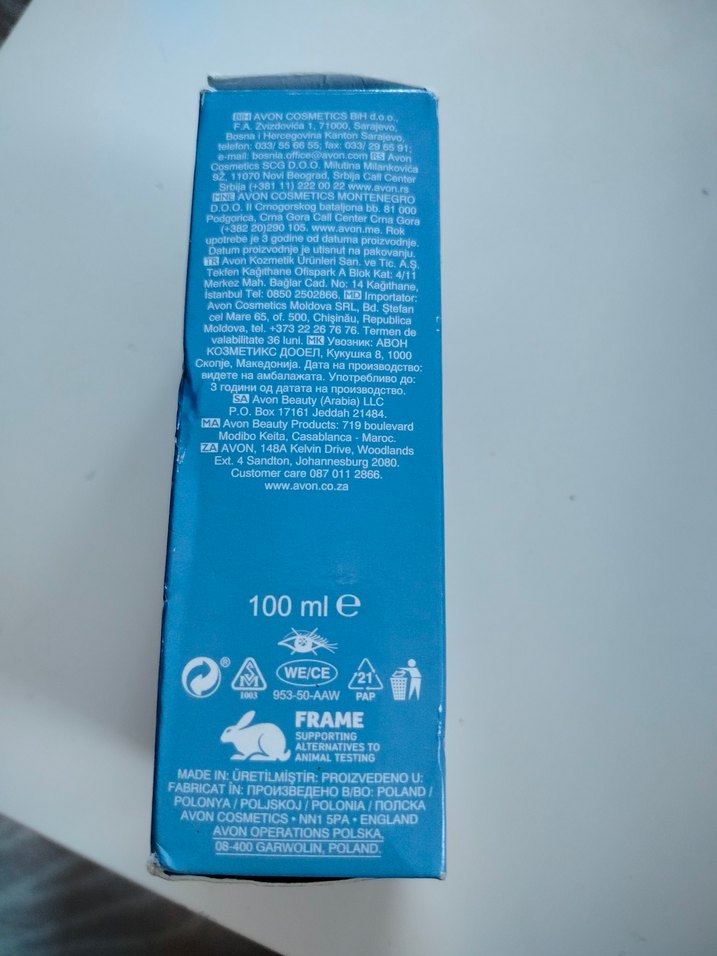 BIH AVON COSMETICS BiH d.o.o.,
F.A. Zvizdovića 1, 71000, Sarajevo,
Bosna i Hercegovina Kanton Sarajevo,
telefon: 033/ 55 66 55; fax: 033/ 29 65 91;
e-mail: bosnia.office@avon.com RS Avon
Cosmetics SCG D.O.O. Milutina Milankovića
9Ž, 11070 Novi Beograd, Srbija Call Center
Srbija (+381 11) 222 00 22 www.avon.rs
MNE AVON COSMETICS MONTENEGRO
D.O.O. II Crnogorskog bataljona bb. 81 000
Podgorica, Crna Gora Call Center Crna Gora
(+382 20)290 105. www.avon.me. Rok
upotrebe je 3 godine od datuma proizvodnje.
Datum proizvodnje je utisnut na pakovanju.
TR Avon Kozmetik Ürünleri San. ve Tic. A.Ş.
Tekfen Kağıthane Ofispark A Blok Kat: 4/11
Merkez Mah. Bağlar Cad. No: 14 Kağıthane,
İstanbul Tel: 0850 2502866. MD Importator:
Avon Cosmetics Moldova SRL, Bd. Ştefan
cel Mare 65, of. 500, Chişinău, Republica
Moldova, tel. +373 22 26 76 76. Termen de
valabilitate 36 luni. MK Увозник: АВОН
КОЗМЕТИКС ДООЕЛ, Кукушка 8, 1000
Скопје, Македонија. Дата на производство:
видете на амбалажата. Употребливо до:
3 години од датата на производство.
SA Avon Beauty (Arabia) LLC
P.O. Box 17161 Jeddah 21484.
MA Avon Beauty Products: 719 boulevard
Modibo Keita, Casablanca - Maroc.
ZA AVON, 148A Kelvin Drive, Woodlands
Ext. 4 Sandton, Johannesburg 2080.
Customer care 087 011 2866.
www.avon.co.za
100 ml e
® 1003 WE/CE 953-50-AAW 21 PAP
FRAME
SUPPORTING
ALTERNATIVES TO
ANIMAL TESTING
MADE IN: ÜRETİLMİŞTİR: PROIZVEDENO U:
FABRICAT ÎN: ПРОИЗВЕДЕНО В/ВО: POLAND /
POLONYA / POLJSKOJ / POLONIA / ПОЛСКА
AVON COSMETICS • NN1 5PA • ENGLAND
AVON OPERATIONS POLSKA,
08-400 GARWOLIN, POLAND.